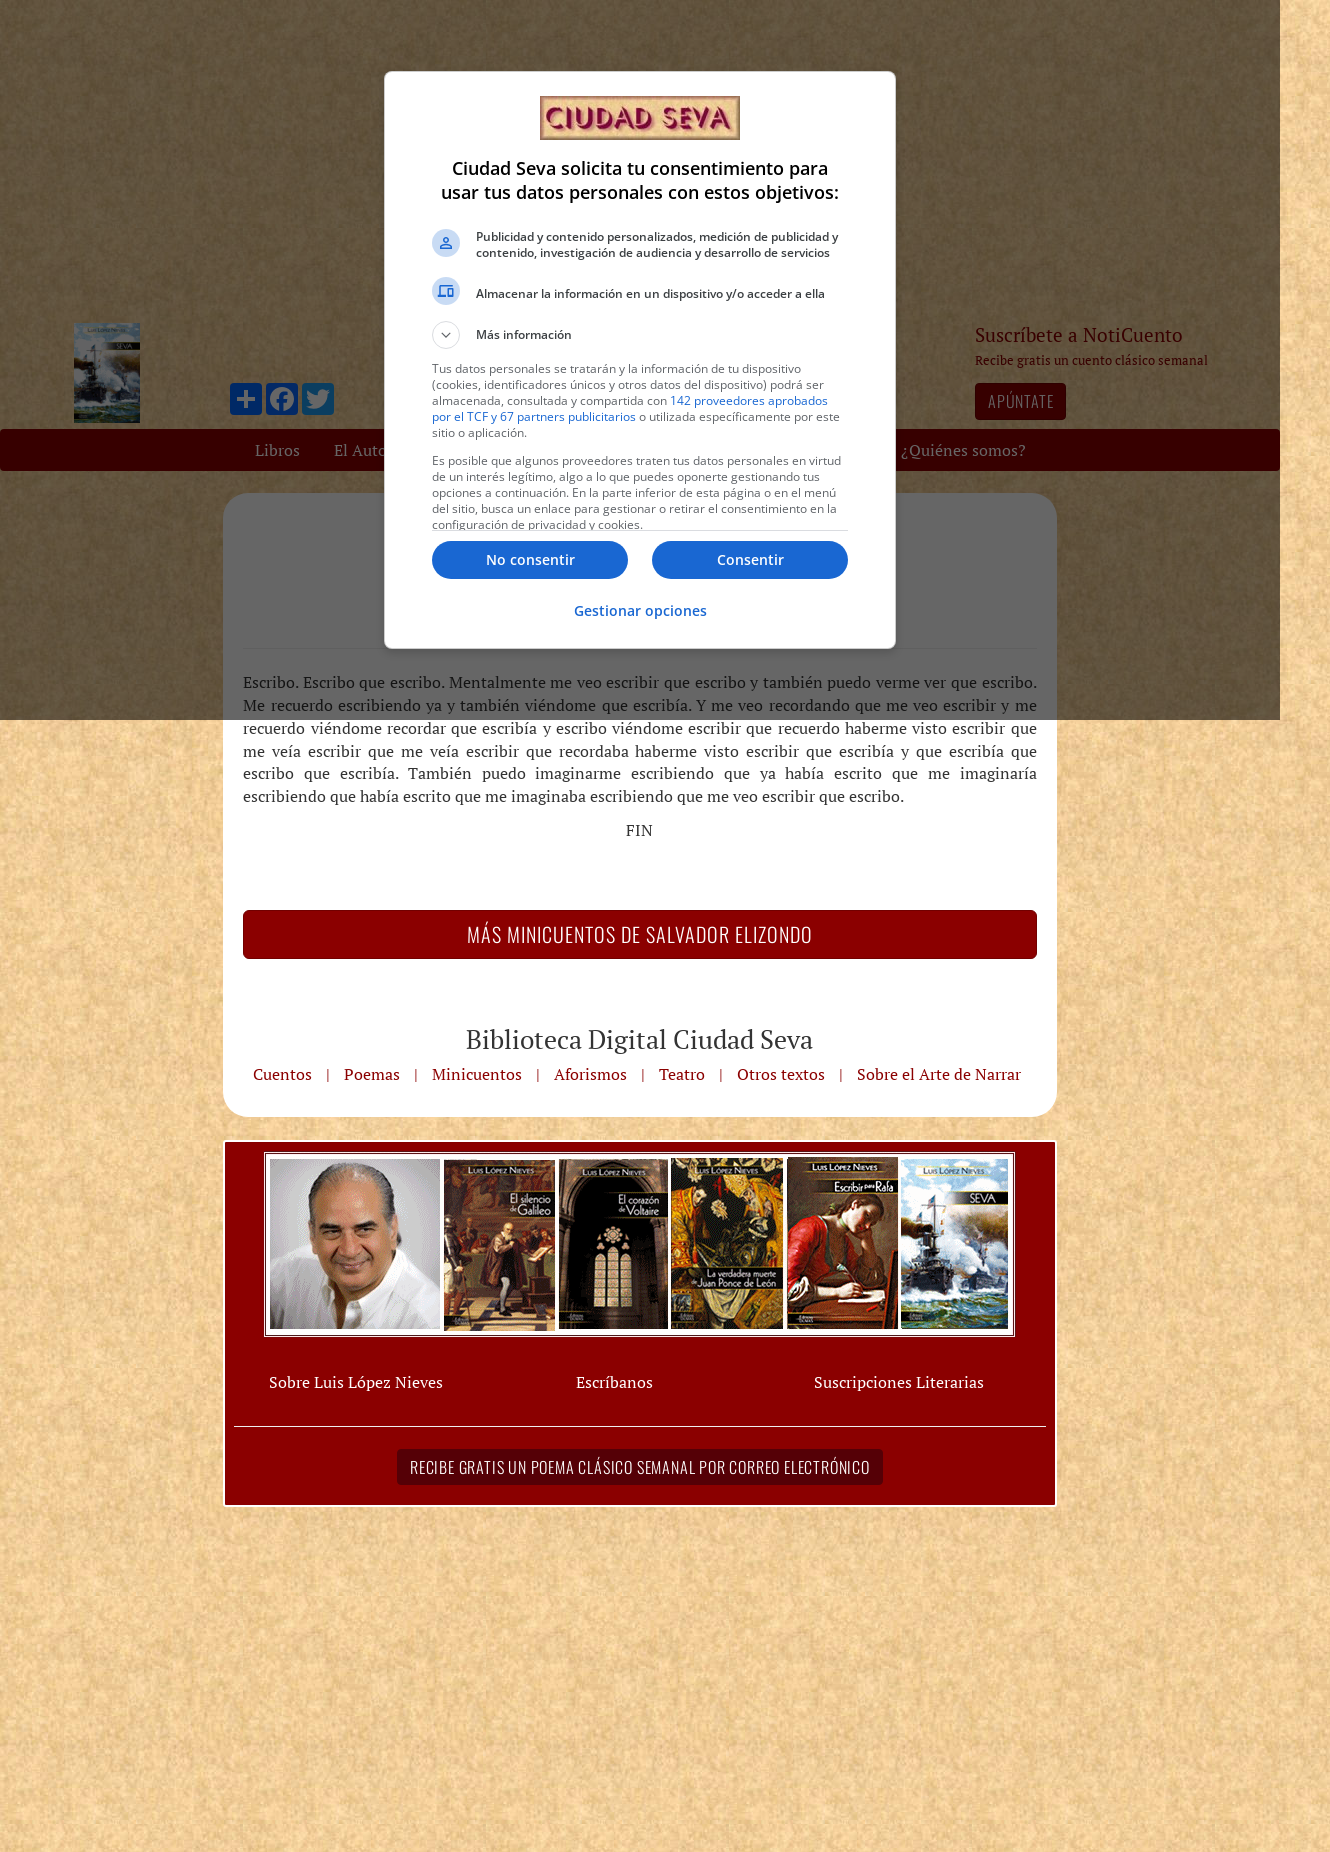 CIUDAD SEVA
Ciudad Seva solicita tu consentimiento para
usar tus datos personales con estos objetivos:
Publicidad y contenido personalizados, medición de publicidad y
contenido, investigación de audiencia y desarrollo de servicios
Almacenar la información en un dispositivo y/o acceder a ella
Más información
Tus datos personales se tratarán y la información de tu dispositivo
(cookies, identificadores únicos y otros datos del dispositivo) podrá ser
almacenada, consultada y compartida con 142 proveedores aprobados
por el TCF y 67 partners publicitarios o utilizada específicamente por este
sitio o aplicación.
Es posible que algunos proveedores traten tus datos personales en virtud
de un interés legítimo, algo a lo que puedes oponerte gestionando tus
opciones a continuación. En la parte inferior de esta página o en el menú
del sitio, busca un enlace para gestionar o retirar el consentimiento en la
configuración de privacidad y cookies.
No consentir
Consentir
Gestionar opciones
LUIS LÓPEZ NIEVES
SEVA
Suscríbete a NotiCuento
Recibe gratis un cuento clásico semanal
APÚNTATE
Libros
El Auto
¿Quiénes somos?
Escribo. Escribo que escribo. Mentalmente me veo escribir que escribo y también puedo verme ver que escribo.
Me recuerdo escribiendo ya y también viéndome que escribía. Y me veo recordando que me veo escribir y me
recuerdo viéndome recordar que escribía y escribo viéndome escribir que recuerdo haberme visto escribir que
me veía escribir que me veía escribir que recordaba haberme visto escribir que escribía y que escribía que
escribo que escribía. También puedo imaginarme escribiendo que ya había escrito que me imaginaría
escribiendo que había escrito que me imaginaba escribiendo que me veo escribir que escribo.
FIN
MÁS MINICUENTOS DE SALVADOR ELIZONDO
Biblioteca Digital Ciudad Seva
Cuentos | Poemas | Minicuentos | Aforismos | Teatro | Otros textos | Sobre el Arte de Narrar
LUIS LÓPEZ NIEVES
El silencio
de Galileo
LUIS LÓPEZ NIEVES
El corazón
de Voltaire
LUIS LÓPEZ NIEVES
La verdadera muerte
de Juan Ponce de León
LUIS LÓPEZ NIEVES
Escribir para Rafa
LUIS LÓPEZ NIEVES
SEVA
Sobre Luis López Nieves
Escríbanos
Suscripciones Literarias
RECIBE GRATIS UN POEMA CLÁSICO SEMANAL POR CORREO ELECTRÓNICO